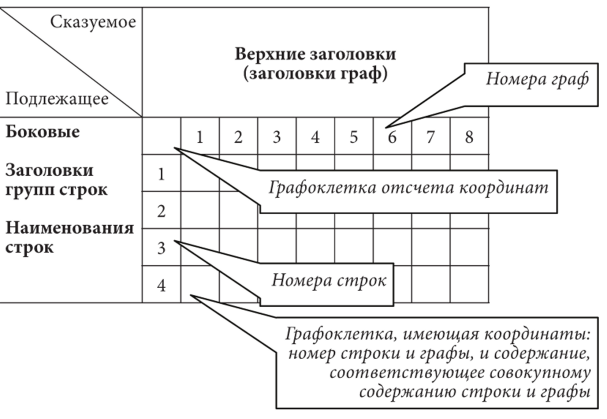 Сказуемое
Подлежащее
Верхние заголовки
(заголовки граф)
Номера граф
Боковые
1 2 3 4 5 6 7 8
Заголовки
групп строк
1
Графоклетка отсчета координат
2
Наименования
строк
3
Номера строк
4
Графоклетка, имеющая координаты:
номер строки и графы, и содержание,
соответствующее совокупному
содержанию строки и графы